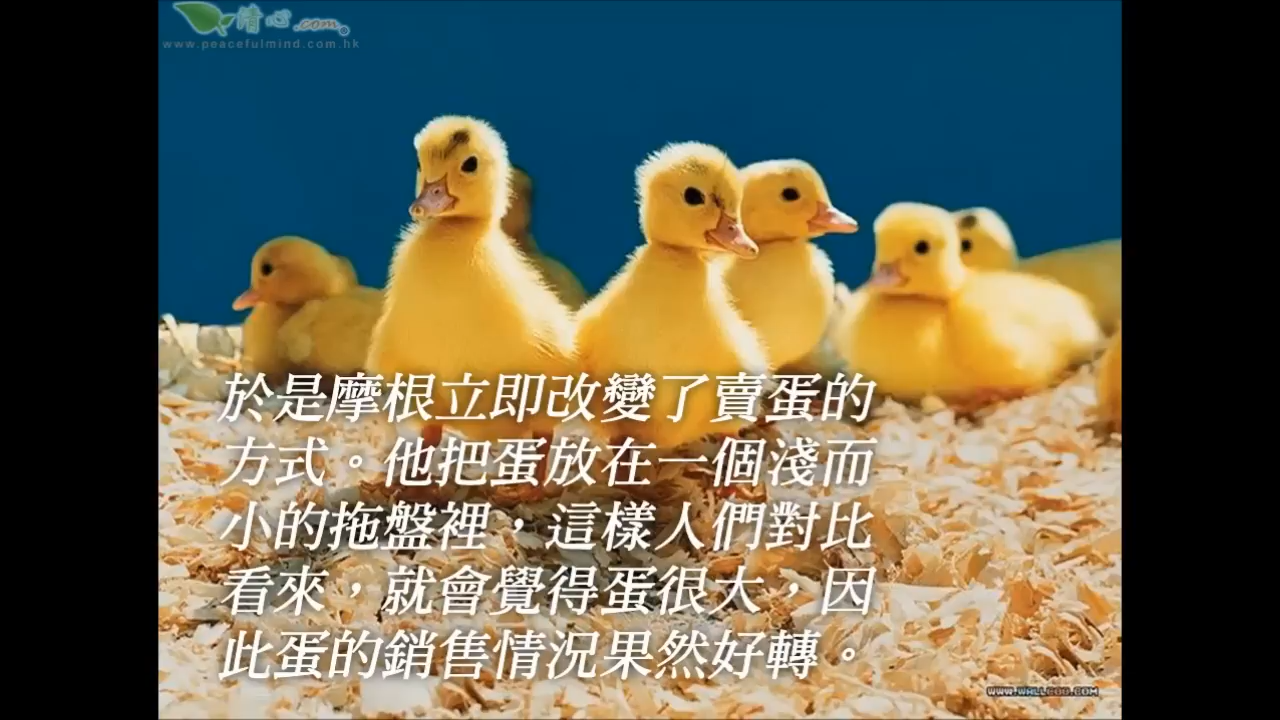 情心.com
www.peacefulmind.com.hk
於是摩根立即改變了賣蛋的
方式。他把蛋放在一個淺而
小的拖盤裡，這樣人們對比
看來，就會覺得蛋很大，因
此蛋的銷售情況果然好轉。
WWW.WALLCOO.COM